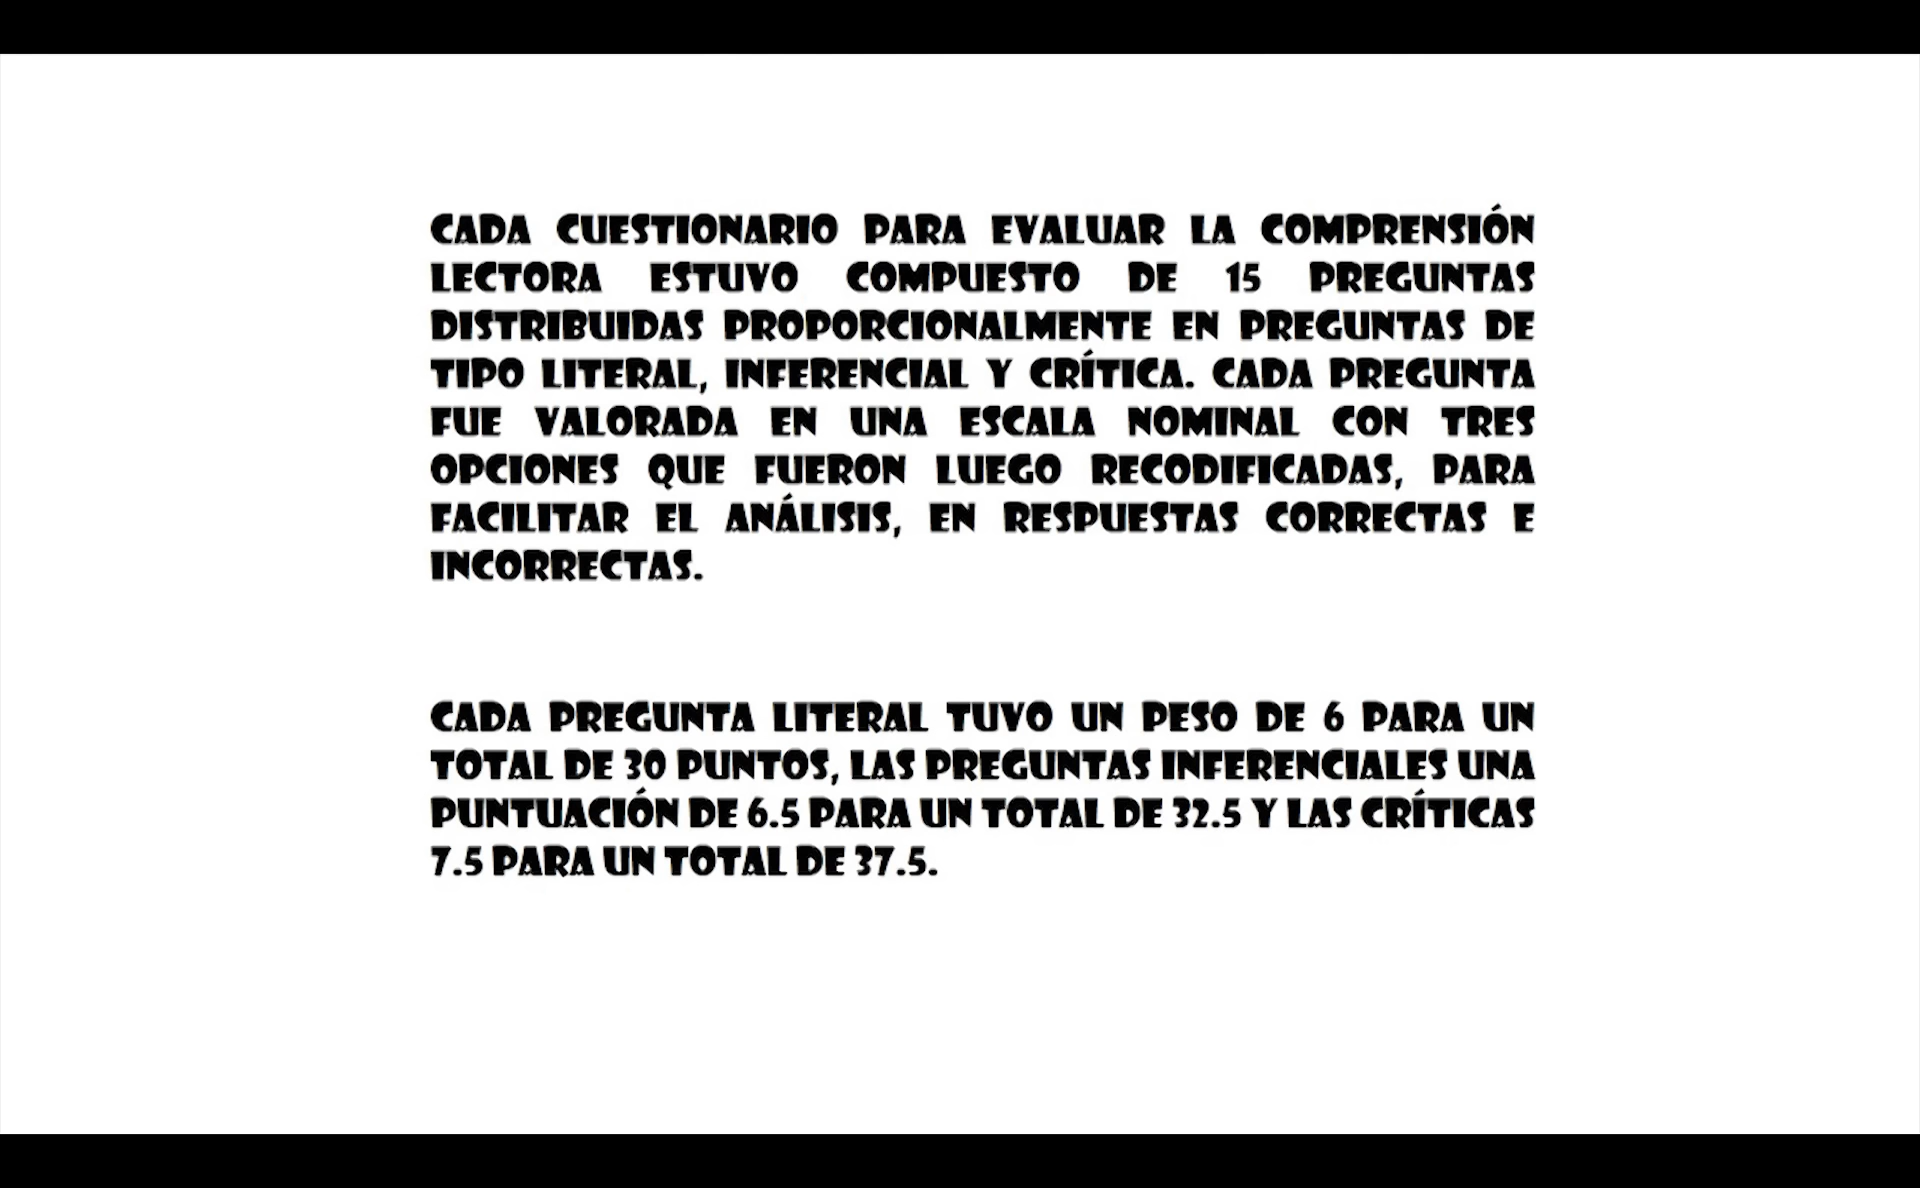 CADA CUESTIONARIO PARA EVALUAR LA COMPRENSIÓN
LECTORA ESTUVO COMPUESTO DE 15 PREGUNTAS
DISTRIBUIDAS PROPORCIONALMENTE EN PREGUNTAS DE
TIPO LITERAL, INFERENCIAL Y CRÍTICA. CADA PREGUNTA
FUE VALORADA EN UNA ESCALA NOMINAL CON TRES
OPCIONES QUE FUERON LUEGO RECODIFICADAS, PARA
FACILITAR EL ANÁLISIS, EN RESPUESTAS CORRECTAS E
INCORRECTAS.
CADA PREGUNTA LITERAL TUVO UN PESO DE 6 PARA UN
TOTAL DE 30 PUNTOS, LAS PREGUNTAS INFERENCIALES UNA
PUNTUACIÓN DE 6.5 PARA UN TOTAL DE 32.5 Y LAS CRÍTICAS
7.5 PARA UN TOTAL DE 37.5.